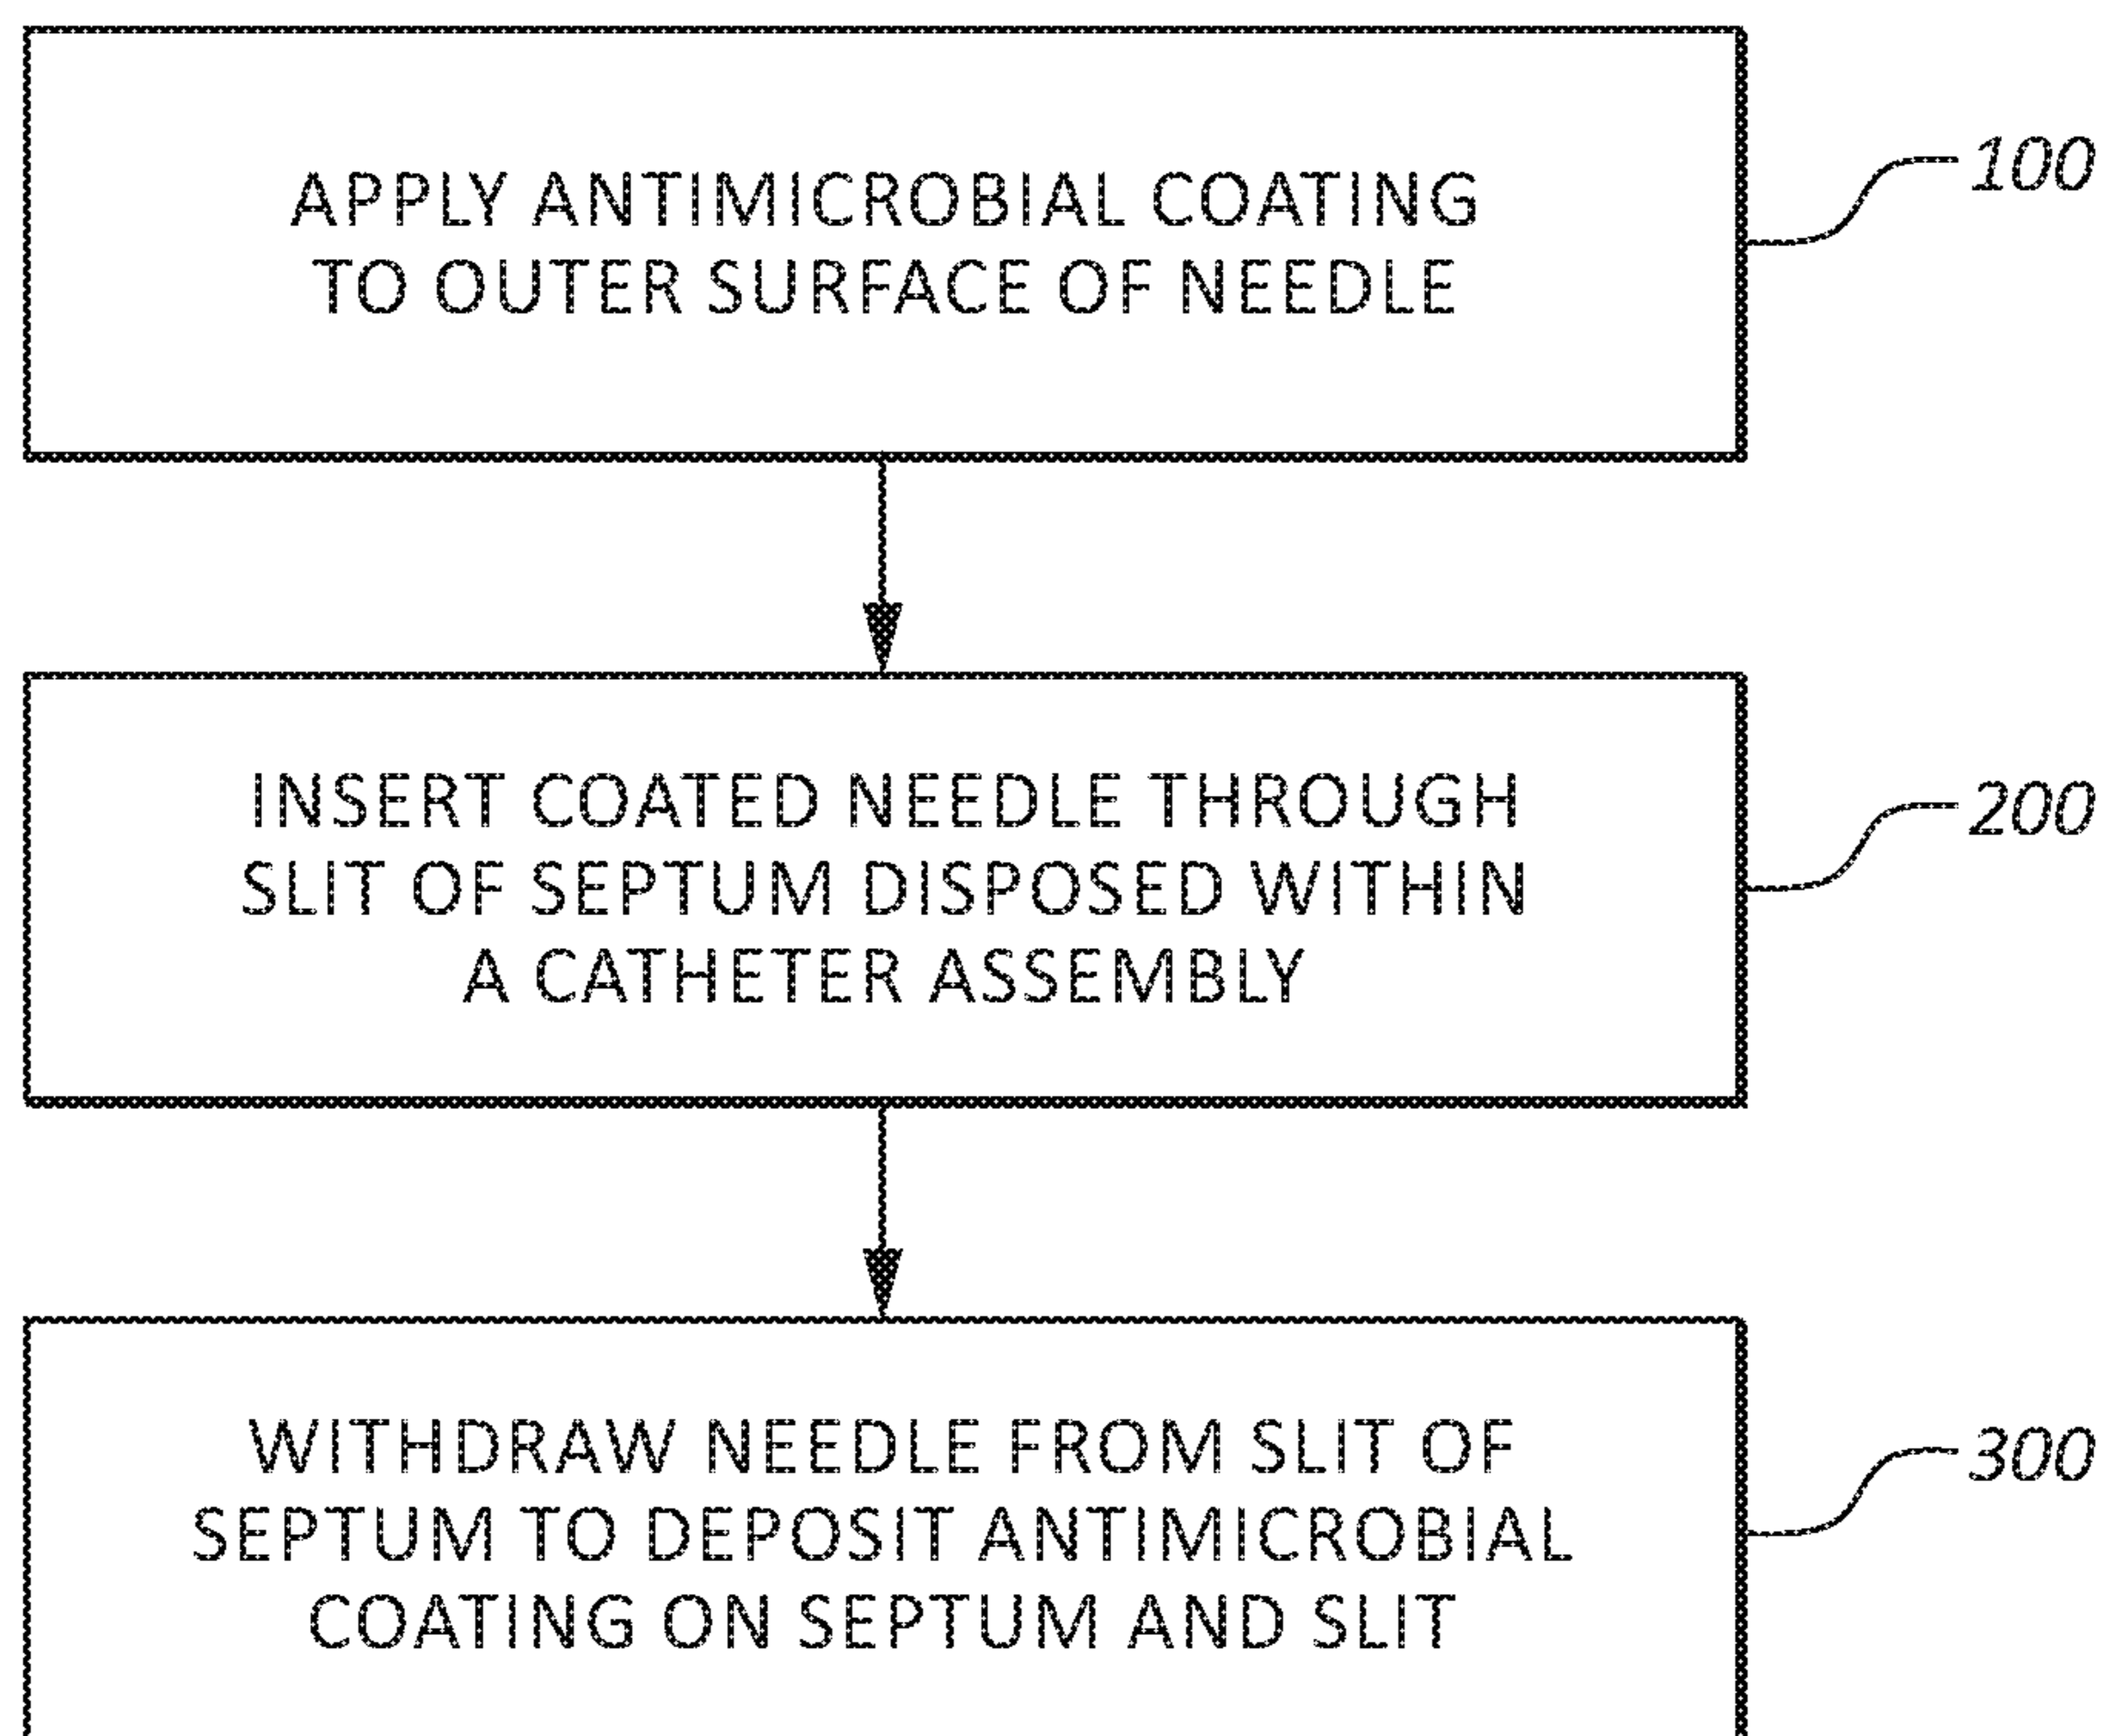 APPLY ANTIMICROBIAL COATING
TO OUTER SURFACE OF NEEDLE
100
INSERT COATED NEEDLE THROUGH
SLIT OF SEPTUM DISPOSED WITHIN
A CATHETER ASSEMBLY
200
WITHDRAW NEEDLE FROM SLIT OF
SEPTUM TO DEPOSIT ANTIMICROBIAL
COATING ON SEPTUM AND SLIT
300